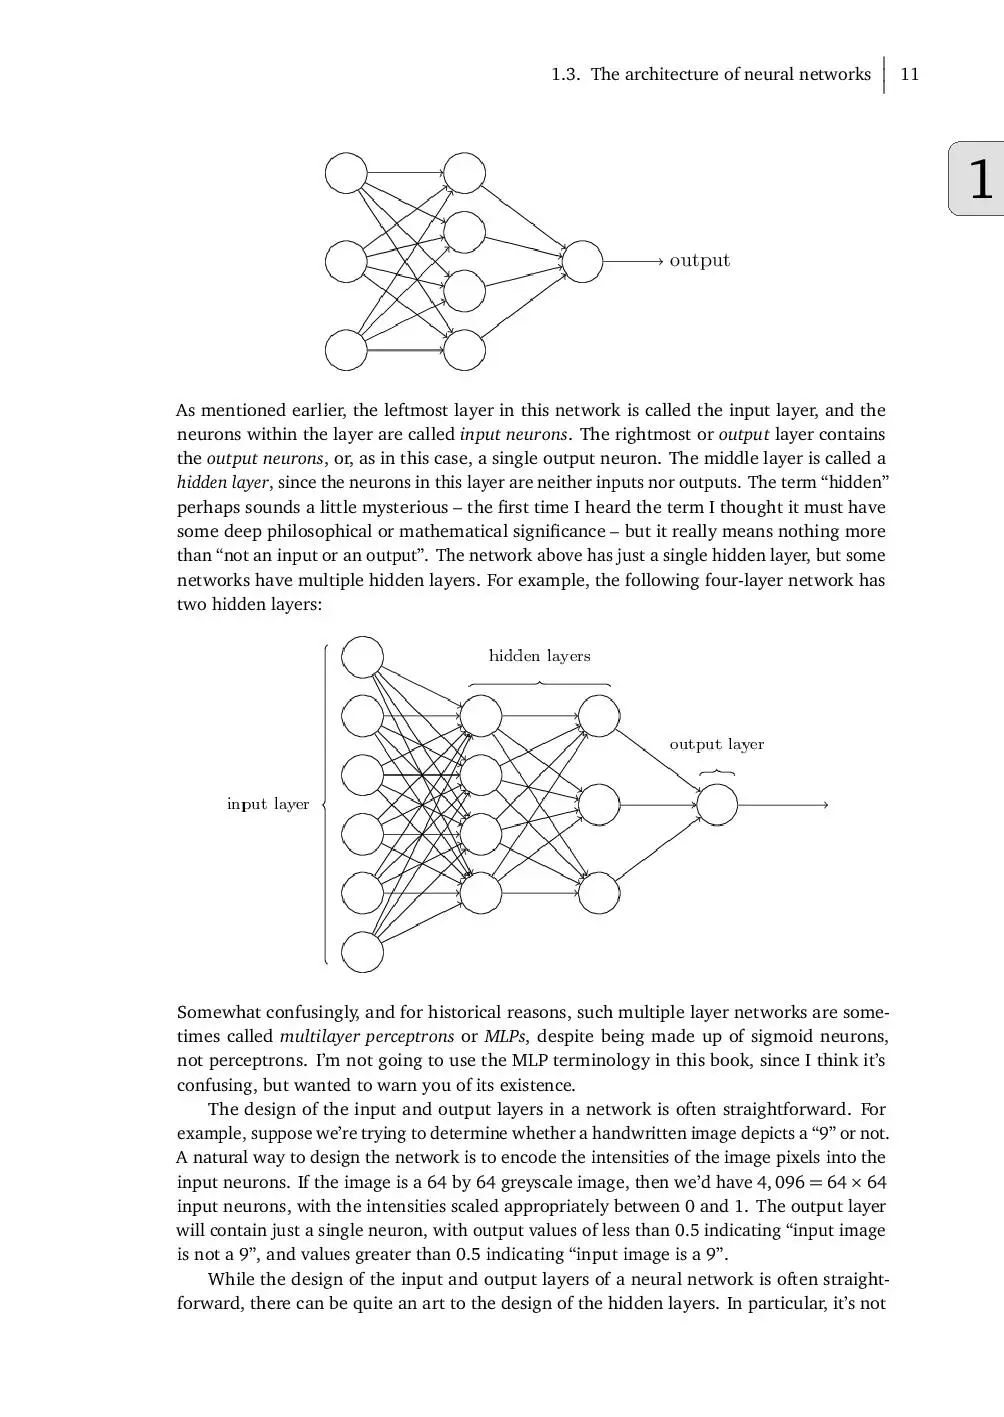 1.3. The architecture of neural networks 11
1
output
As mentioned earlier, the leftmost layer in this network is called the input layer, and the
neurons within the layer are called input neurons. The rightmost or output layer contains
the output neurons, or, as in this case, a single output neuron. The middle layer is called a
hidden layer, since the neurons in this layer are neither inputs nor outputs. The term “hidden”
perhaps sounds a little mysterious – the first time I heard the term I thought it must have
some deep philosophical or mathematical significance – but it really means nothing more
than “not an input or an output”. The network above has just a single hidden layer, but some
networks have multiple hidden layers. For example, the following four-layer network has
two hidden layers:
hidden layers
output layer
input layer
Somewhat confusingly, and for historical reasons, such multiple layer networks are some-
times called multilayer perceptrons or MLPs, despite being made up of sigmoid neurons,
not perceptrons. I’m not going to use the MLP terminology in this book, since I think it’s
confusing, but wanted to warn you of its existence.
The design of the input and output layers in a network is often straightforward. For
example, suppose we’re trying to determine whether a handwritten image depicts a “9” or not.
A natural way to design the network is to encode the intensities of the image pixels into the
input neurons. If the image is a 64 by 64 greyscale image, then we’d have 4, 096 = 64 × 64
input neurons, with the intensities scaled appropriately between 0 and 1. The output layer
will contain just a single neuron, with output values of less than 0.5 indicating “input image
is not a 9”, and values greater than 0.5 indicating “input image is a 9”.
While the design of the input and output layers of a neural network is often straight-
forward, there can be quite an art to the design of the hidden layers. In particular, it’s not